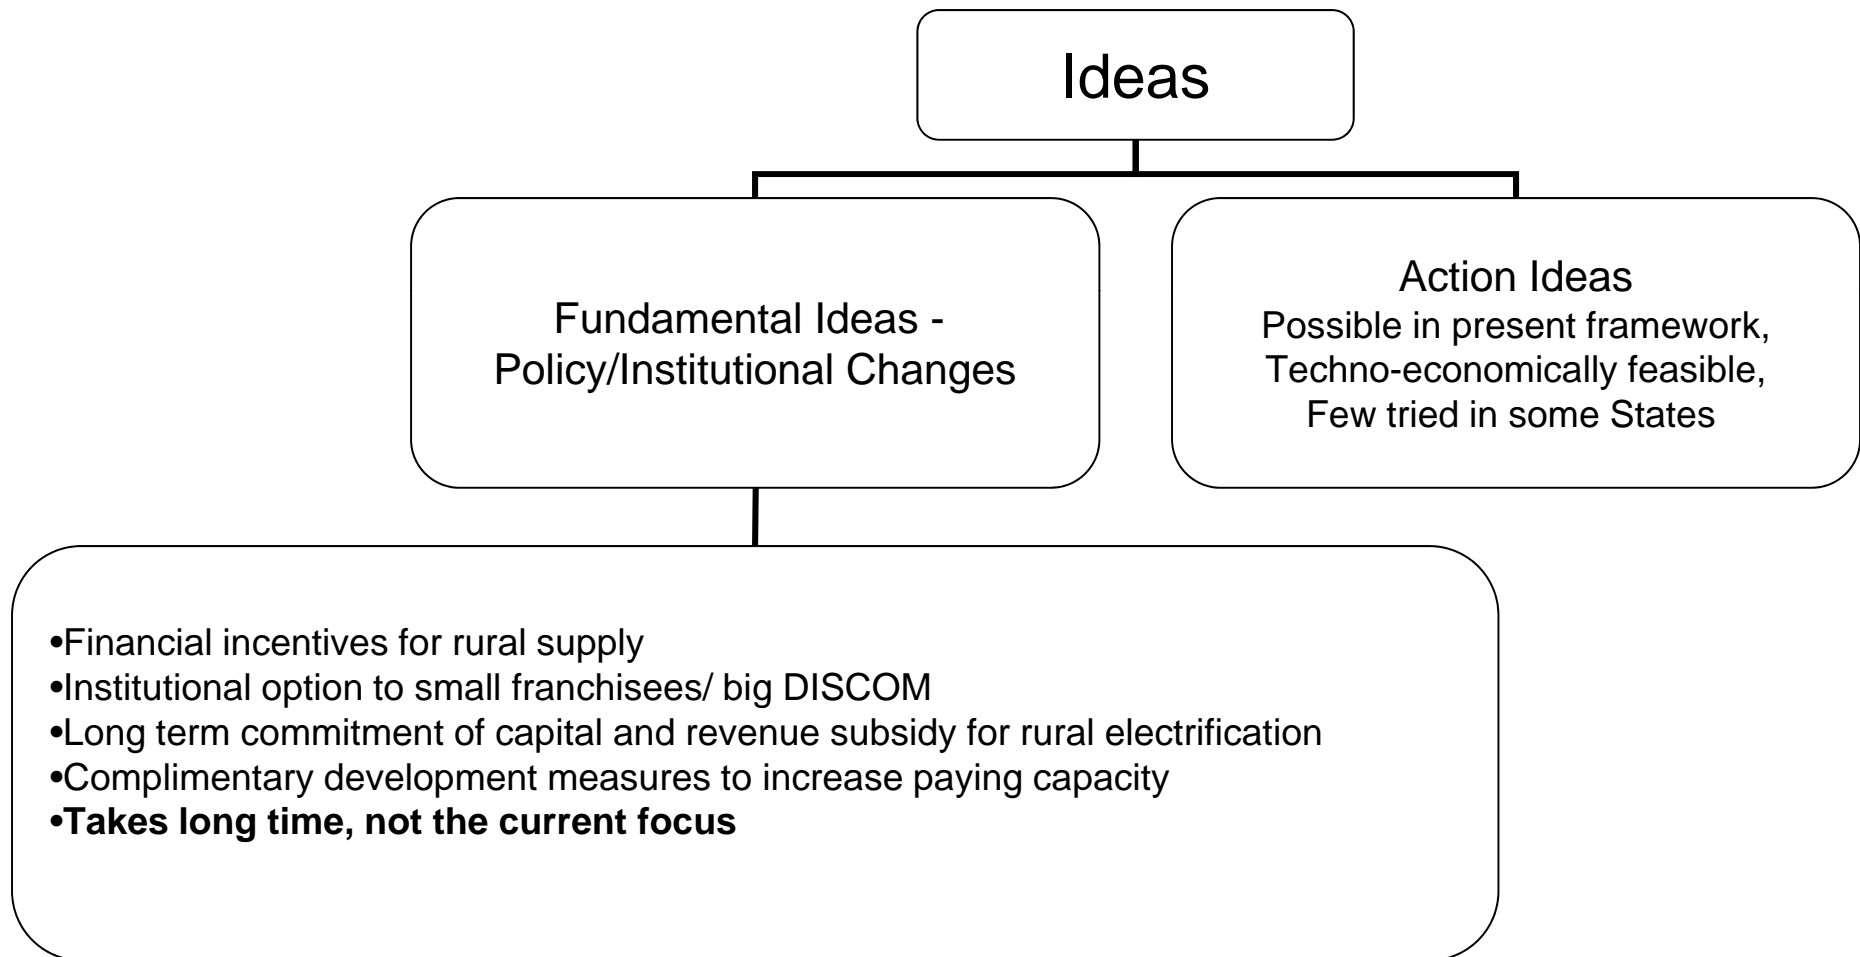 Ideas
Fundamental Ideas -
Policy/Institutional Changes
Action Ideas
Possible in present framework,
Techno-economically feasible,
Few tried in some States
•Financial incentives for rural supply
•Institutional option to small franchisees/ big DISCOM
•Long term commitment of capital and revenue subsidy for rural electrification
•Complimentary development measures to increase paying capacity
•Takes long time, not the current focus